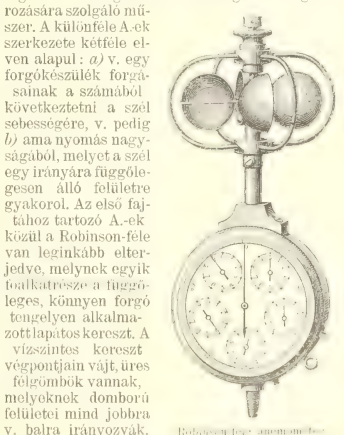 rozására szolgáló mű-
szer. A különféle A.-ek
szerkezete kétféle el-
ven alapul: a) v. egy
forgókészülék forgá-
sainak a számából
következtetni a szél
sebességére, v. pedig
b) ama nyomás nagy-
ságából, melyet a szél
egy irányára függőle-
gesen álló felületre
gyakorol. Az első faj-
tához tartozó A.-ek
közül a Robinson-féle
van leginkább elter-
jedve, melynek egyik
főalkatrésze a függő-
leges, könnyen forgó
tengelyen alkalma-
zott lapátos kereszt. A
vízszintes kereszt
végpontjain vájt, üres
félgömbök vannak,
melyeknek domború
felületei mind jobbra
v. balra irányozvák.
Robinson-féle anemométer